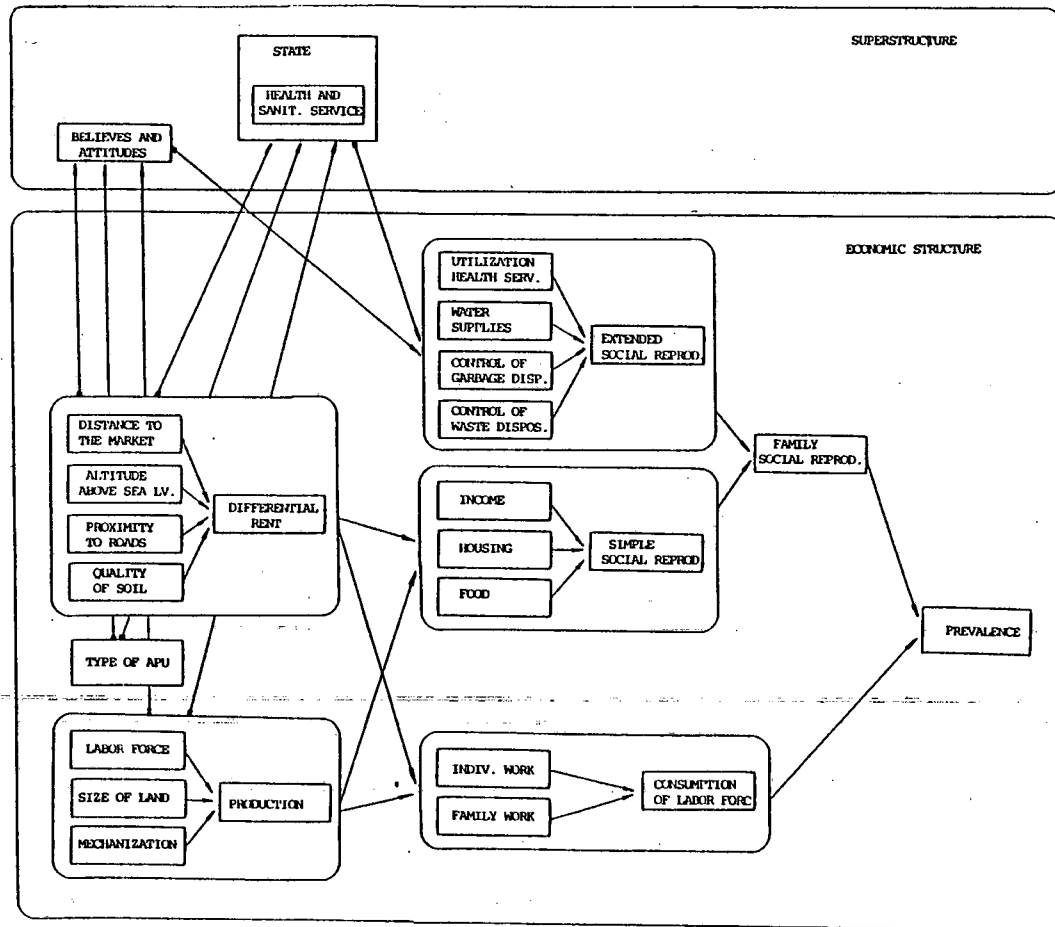 SUPERSTRUCTURE
STATE
HEALTH AND
SANIT. SERVICE
BELIEVES AND
ATTITUDES
ECONOMIC STRUCTURE
UTILIZATION
HEALTH SERV.
WATER
SUPPLIES
CONTROL OF
GARBAGE DISP.
CONTROL OF
WASTE DISPOS.
EXTENDED
SOCIAL REPROD.
DISTANCE TO
THE MARKET
ALTITUDE
ABOVE SEA LV.
PROXIMITY
TO ROADS
QUALITY
OF SOIL
DIFFERENTIAL
RENT
FAMILY
SOCIAL REPROD.
INCOME
HOUSING
FOOD
SIMPLE
SOCIAL REPROD
PREVALENCE
TYPE OF APU
LABOR FORCE
SIZE OF LAND
MECHANIZATION
PRODUCTION
INDIV. WORK
FAMILY WORK
CONSUMPTION
OF LABOR FORC